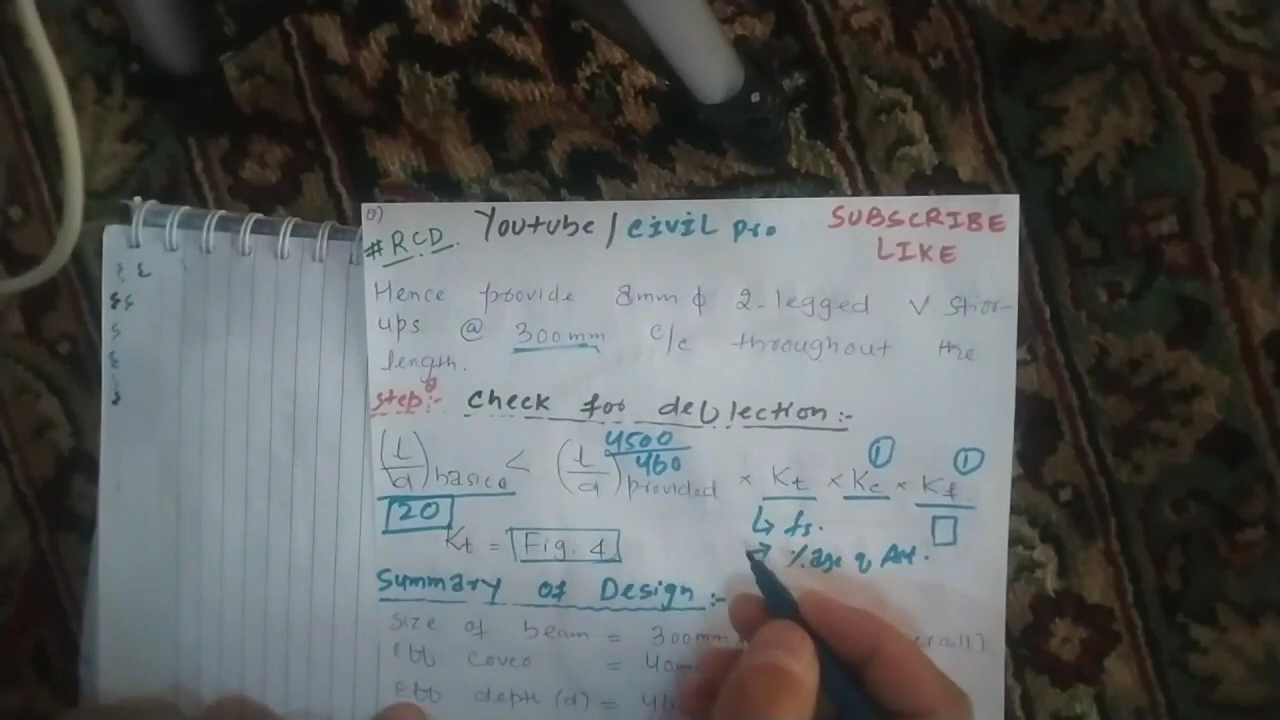 #RCD. Youtube / civil pro. SUBSCRIBE
LIKE
Hence provide 8mm ϕ 2-legged V. Stirr-
ups @ 300mm c/c throughout the
length.
Step:- Check for deflection:-
(l/d) basic < (l/d) provided 4500/460 × Kt × Kc ① × Kf ①
20
↳ fs.
Kt = Fig. 4
→ %age of Ast.
Summary of Design:-
Size of beam = 300mm
Eff cover = 40m
Eff depth (d) = 46